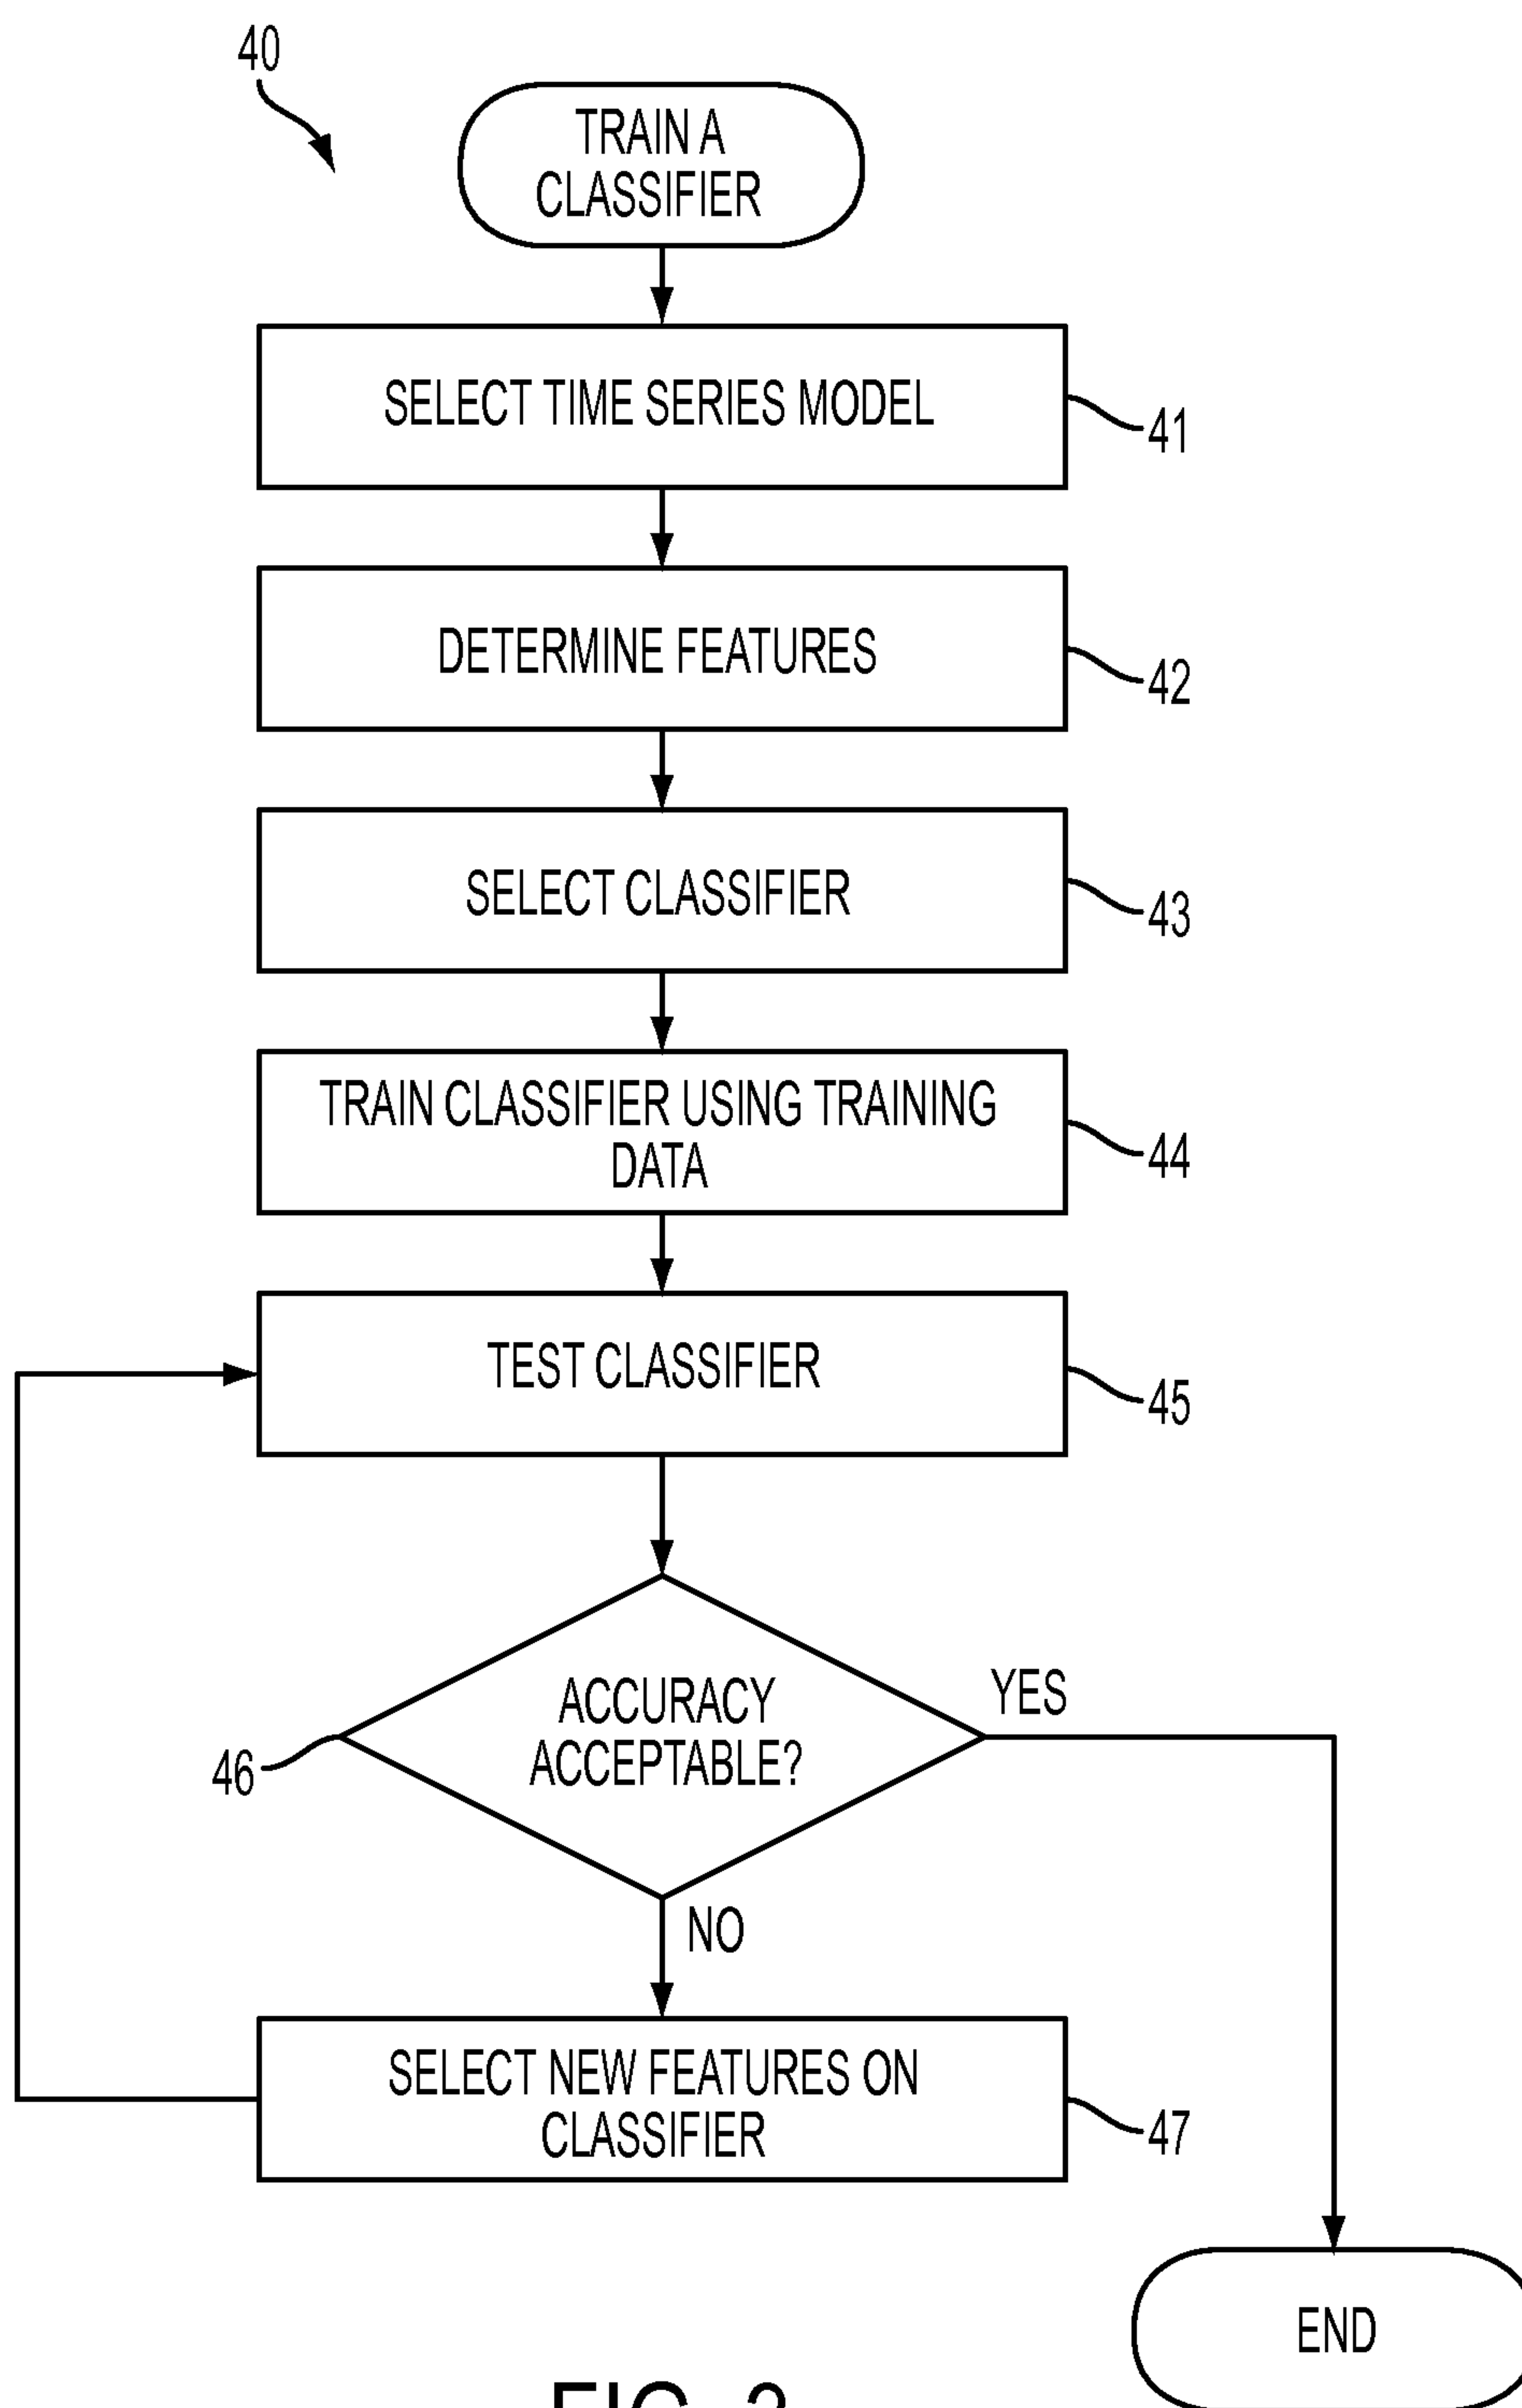 40
TRAIN A
CLASSIFIER
SELECT TIME SERIES MODEL
41
DETERMINE FEATURES
42
SELECT CLASSIFIER
43
TRAIN CLASSIFIER USING TRAINING
DATA
44
TEST CLASSIFIER
45
ACCURACY
ACCEPTABLE?
YES
46
NO
SELECT NEW FEATURES ON
CLASSIFIER
47
END